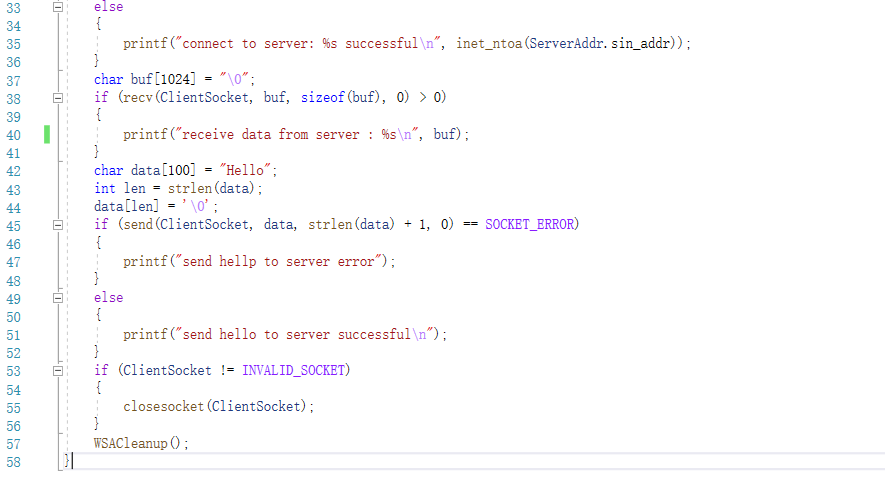 33 else
34 {
35 printf("connect to server: %s successful\n", inet_ntoa(ServerAddr.sin_addr));
36 }
37 char buf[1024] = "\0";
38 if (recv(ClientSocket, buf, sizeof(buf), 0) > 0)
39 {
40 printf("receive data from server : %s\n", buf);
41 }
42 char data[100] = "Hello";
43 int len = strlen(data);
44 data[len] = '\0';
45 if (send(ClientSocket, data, strlen(data) + 1, 0) == SOCKET_ERROR)
46 {
47 printf("send hellp to server error");
48 }
49 else
50 {
51 printf("send hello to server successful\n");
52 }
53 if (ClientSocket != INVALID_SOCKET)
54 {
55 closesocket(ClientSocket);
56 }
57 WSACleanup();
58 }